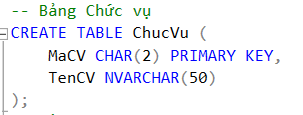 -- Bảng Chức vụ
CREATE TABLE ChucVu (
MaCV CHAR(2) PRIMARY KEY,
TenCV NVARCHAR(50)
);